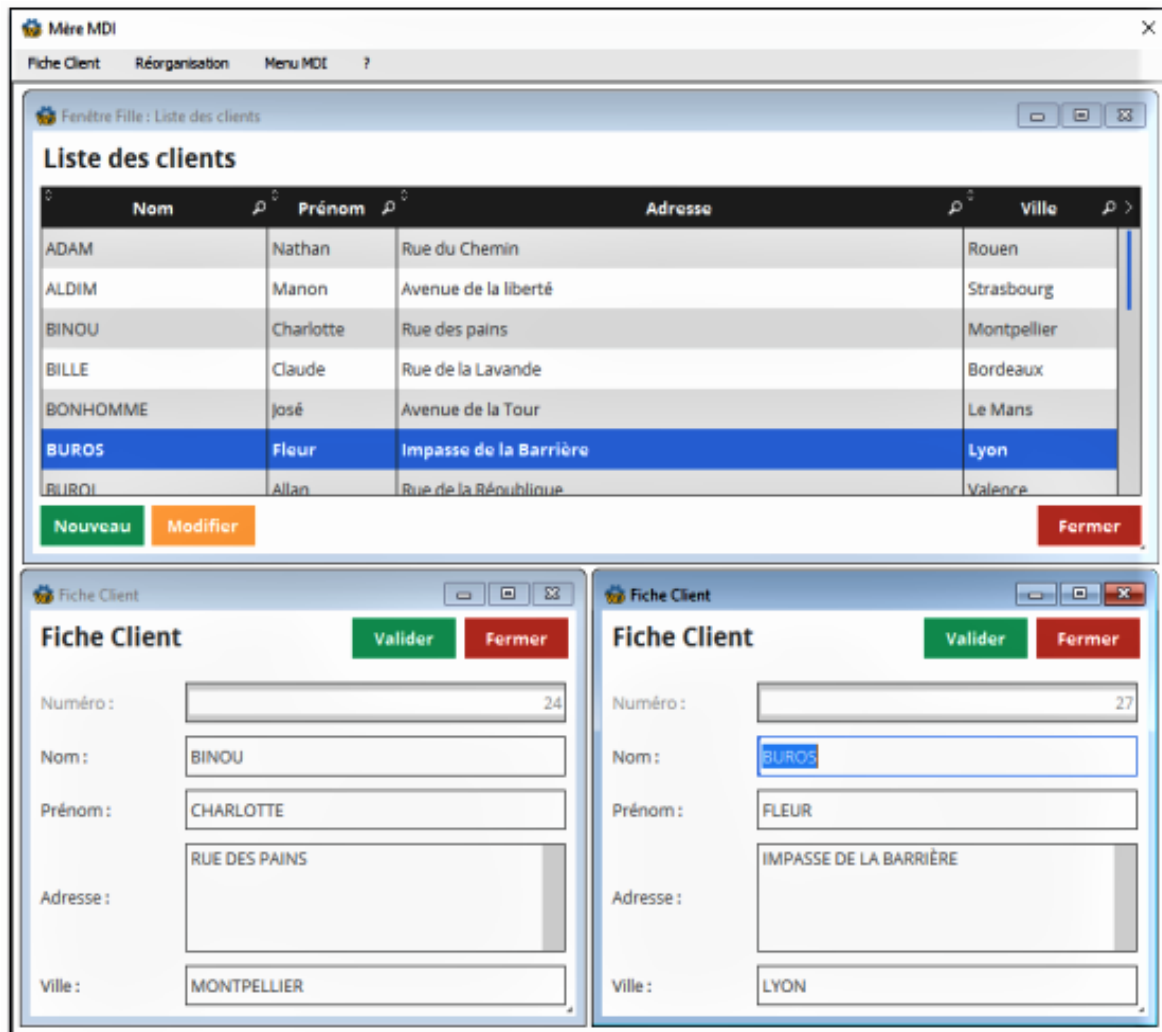 Mère MDI
Fiche Client Réorganisation Menu MDI ?
Fenêtre Fille : Liste des clients
Liste des clients
Nom Prénom Adresse Ville
ADAM Nathan Rue du Chemin Rouen
ALDIM Manon Avenue de la liberté Strasbourg
BINOU Charlotte Rue des pains Montpellier
BILLE Claude Rue de la Lavande Bordeaux
BONHOMME José Avenue de la Tour Le Mans
BUROS Fleur Impasse de la Barrière Lyon
BUROL Allan Rue de la République Valence
Nouveau Modifier Fermer
Fiche Client
Fiche Client Valider Fermer
Numéro : 24
Nom : BINOU
Prénom : CHARLOTTE
Adresse : RUE DES PAINS
Ville : MONTPELLIER
Fiche Client
Fiche Client Valider Fermer
Numéro : 27
Nom : BUROS
Prénom : FLEUR
Adresse : IMPASSE DE LA BARRIÈRE
Ville : LYON